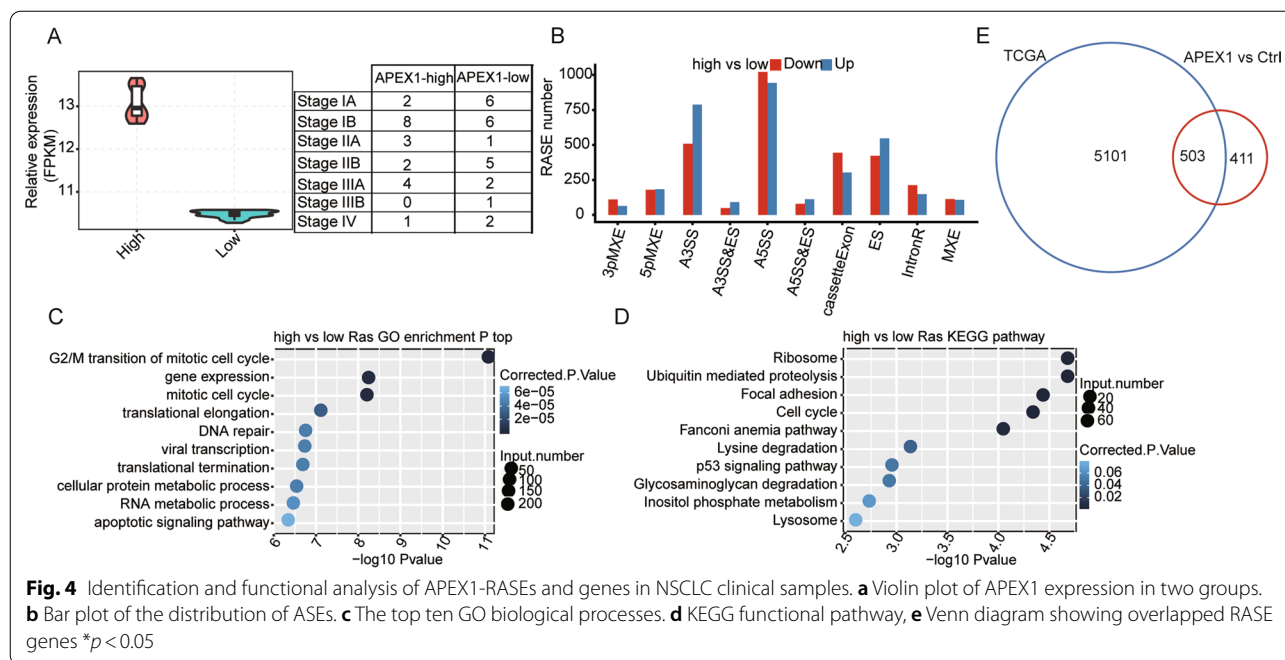 A
Relative expression
(FPKM)
13
12
11
High
Low
APEX1-high APEX1-low
Stage IA 2 6
Stage IB 8 6
Stage IIA 3 1
Stage IIB 2 5
Stage IIIA 4 2
Stage IIIB 0 1
Stage IV 1 2
B
high vs low Down Up
RASE number
1000
750
500
250
0
3pMXE
5pMXE
A3SS
A3SS&ES
A5SS
A5SS&ES
cassetteExon
ES
IntronR
MXE
E
TCGA
APEX1 vs Ctrl
5101
503
411
C
high vs low Ras GO enrichment P top
G2/M transition of mitotic cell cycle
gene expression
mitotic cell cycle
translational elongation
DNA repair
viral transcription
translational termination
cellular protein metabolic process
RNA metabolic process
apoptotic signaling pathway
6 7 8 9 10 11
−log10 Pvalue
Corrected.P.Value
6e-05
4e-05
2e-05
Input.number
50
100
150
200
D
high vs low Ras KEGG pathway
Ribosome
Ubiquitin mediated proteolysis
Focal adhesion
Cell cycle
Fanconi anemia pathway
Lysine degradation
p53 signaling pathway
Glycosaminoglycan degradation
Inositol phosphate metabolism
Lysosome
2.5 3.0 3.5 4.0 4.5
−log10 Pvalue
Input.number
20
40
60
Corrected.P.Value
0.06
0.04
0.02
Fig. 4 Identification and functional analysis of APEX1-RASEs and genes in NSCLC clinical samples. a Violin plot of APEX1 expression in two groups.
b Bar plot of the distribution of ASEs. c The top ten GO biological processes. d KEGG functional pathway, e Venn diagram showing overlapped RASE
genes *p < 0.05